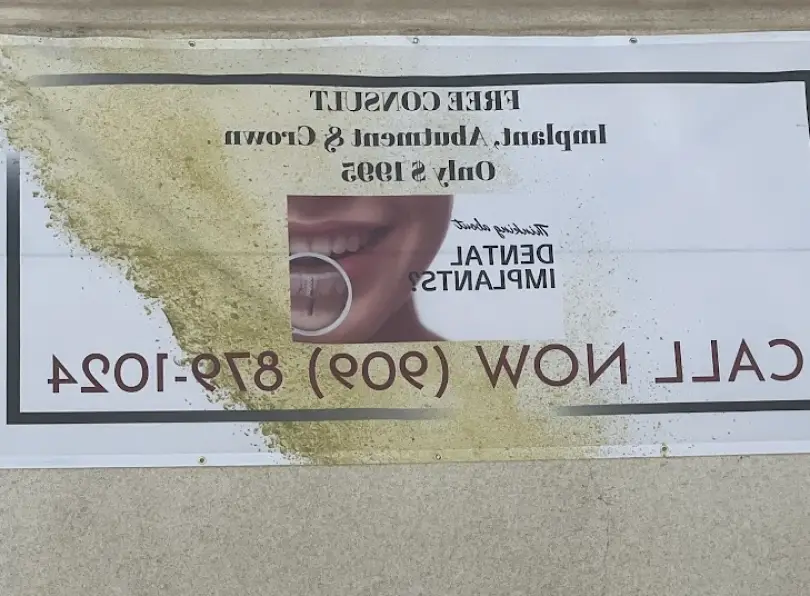 FREE CONSULT
Implant, Abutment & Crown
Only $1995
Thinking about
DENTAL
IMPLANTS?
CALL NOW (909) 879-1024